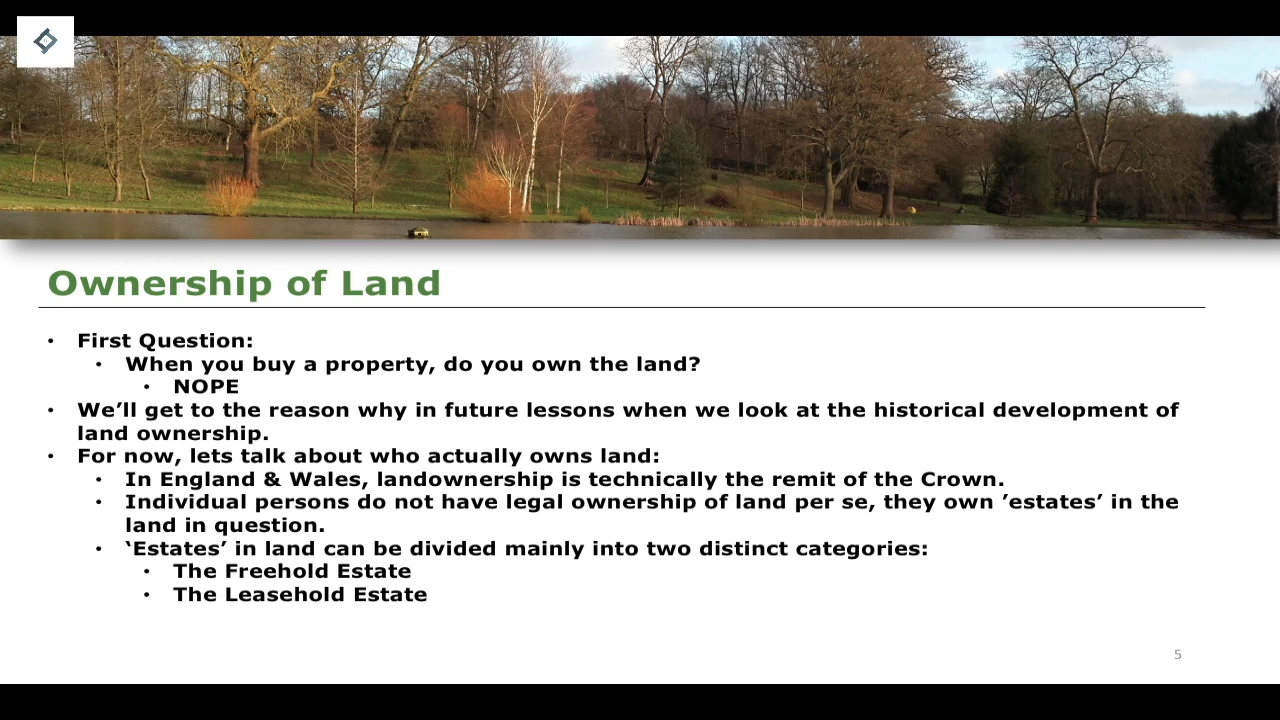 Ownership of Land
• First Question:
• When you buy a property, do you own the land?
• NOPE
• We’ll get to the reason why in future lessons when we look at the historical development of
land ownership.
• For now, lets talk about who actually owns land:
• In England & Wales, landownership is technically the remit of the Crown.
• Individual persons do not have legal ownership of land per se, they own ’estates’ in the
land in question.
• ‘Estates’ in land can be divided mainly into two distinct categories:
• The Freehold Estate
• The Leasehold Estate
5